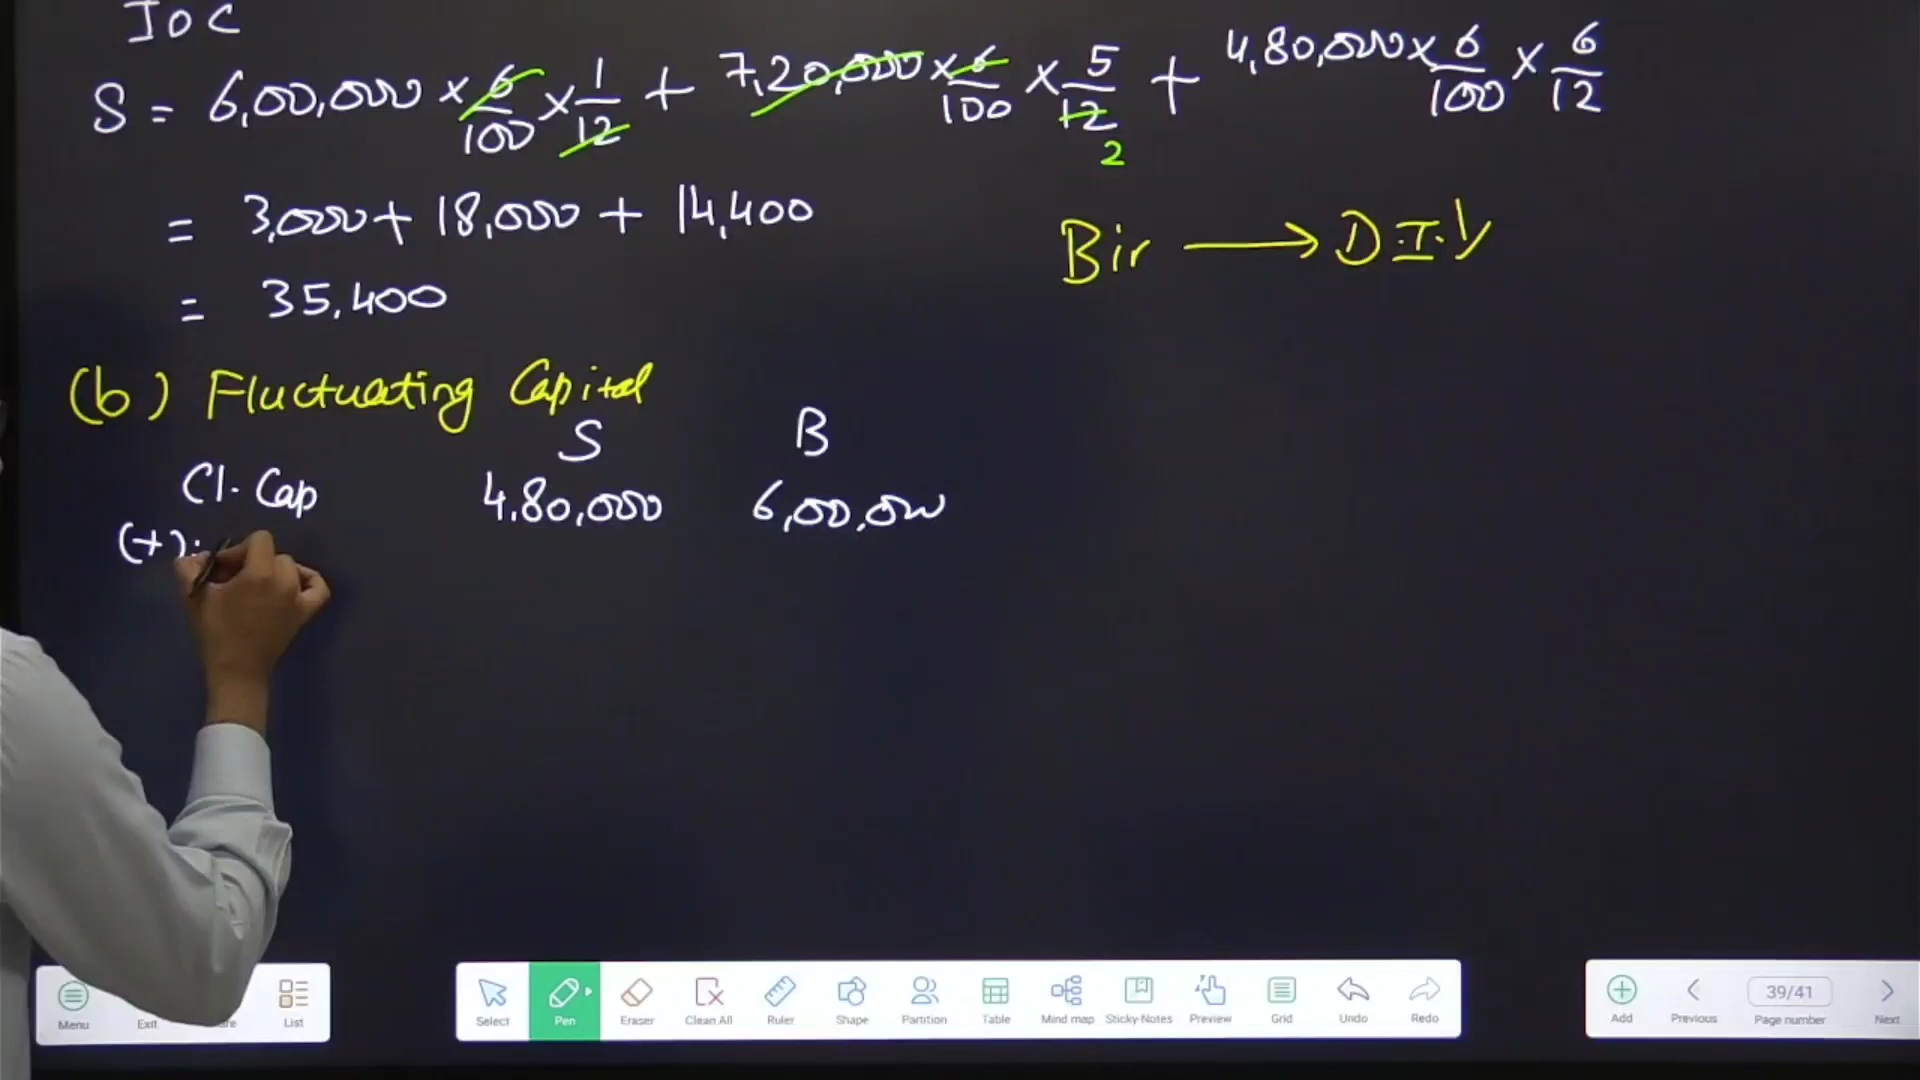 IOC
S = 6,00,000 × 6/100 × 1/12 + 7,20,000 × 6/100 × 5/12 + 4,80,000 × 6/100 × 6/12
2
= 3,000 + 18,000 + 14,400
Bir → D.I.Y
= 35,400
(b) Fluctuating Capital
S B
Cl. Cap 4,80,000 6,00,000
(+):
Menu Exit List Select Pen Eraser Clean All Ruler Shape Partition Table Mind map Sticky Notes Preview Grid Undo Redo Add Previous 39/41 Page number Next